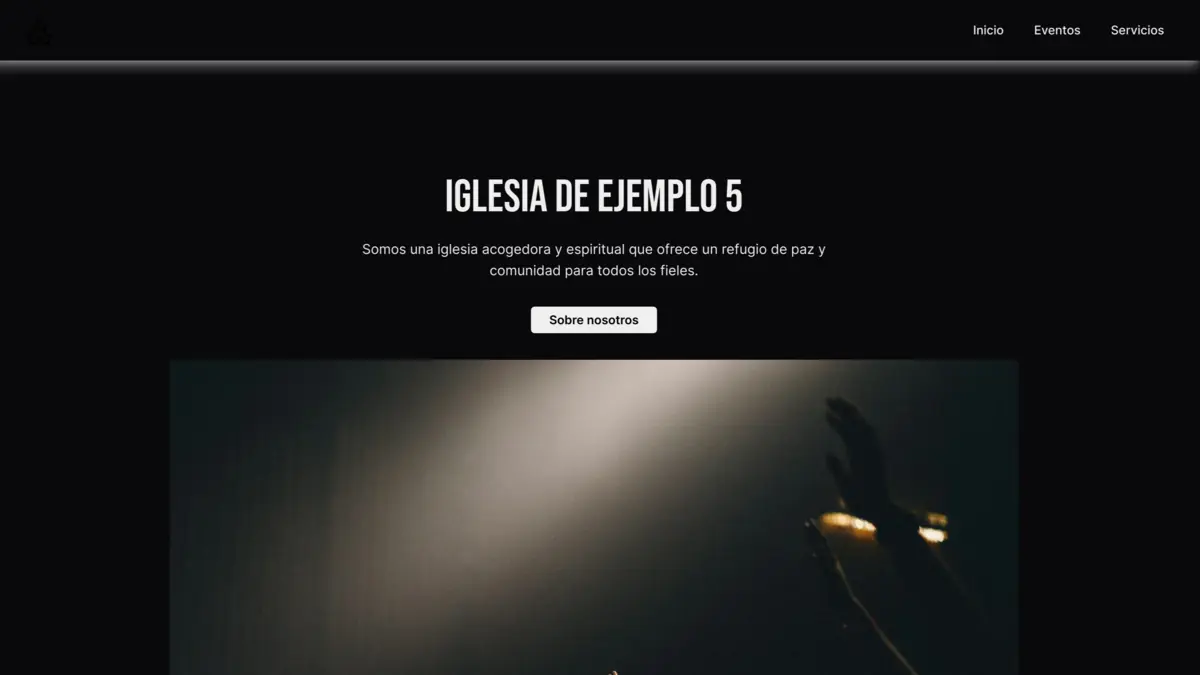 Inicio
Eventos
Servicios
IGLESIA DE EJEMPLO 5
Somos una iglesia acogedora y espiritual que ofrece un refugio de paz y
comunidad para todos los fieles.
Sobre nosotros